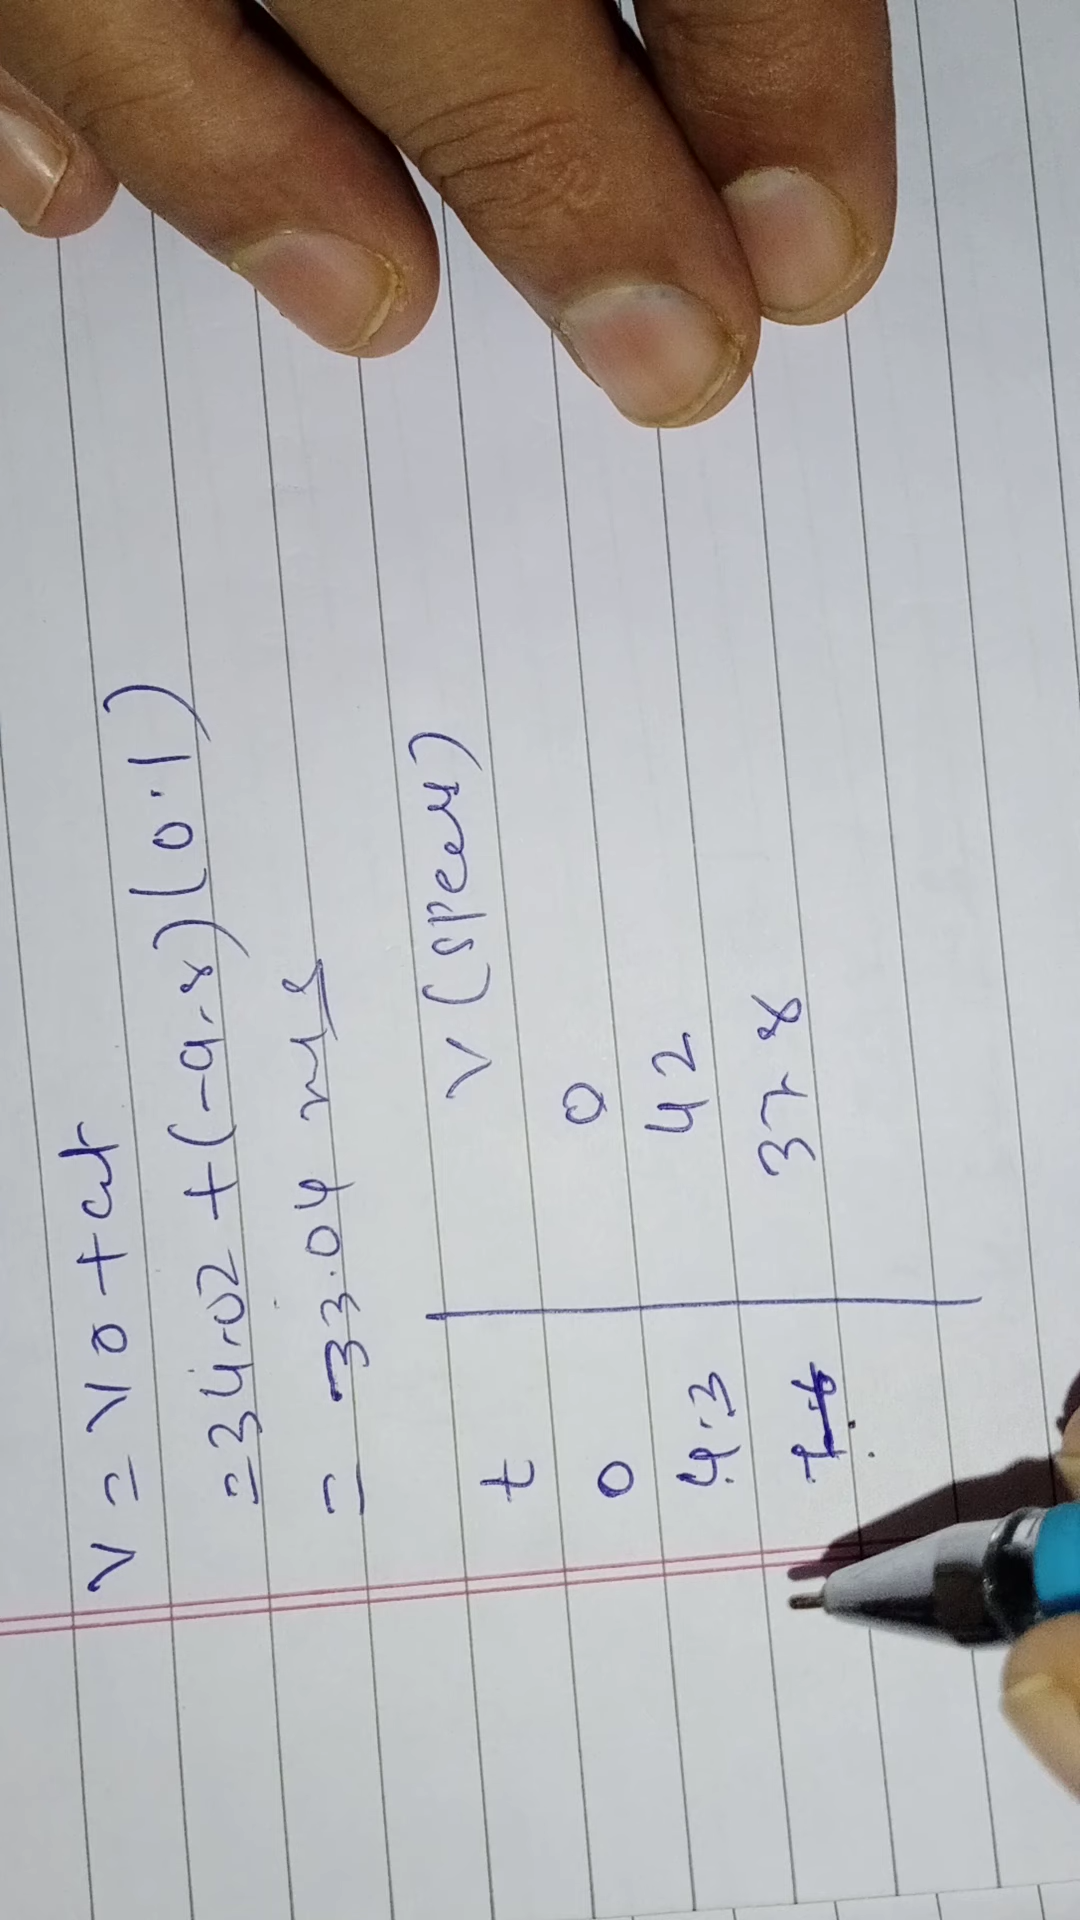 v = v0 + at
= 34.02 + (-9.8) (0.1)
= 33.04 m/s
t v (speed)
0 0
4.3 42
37 8